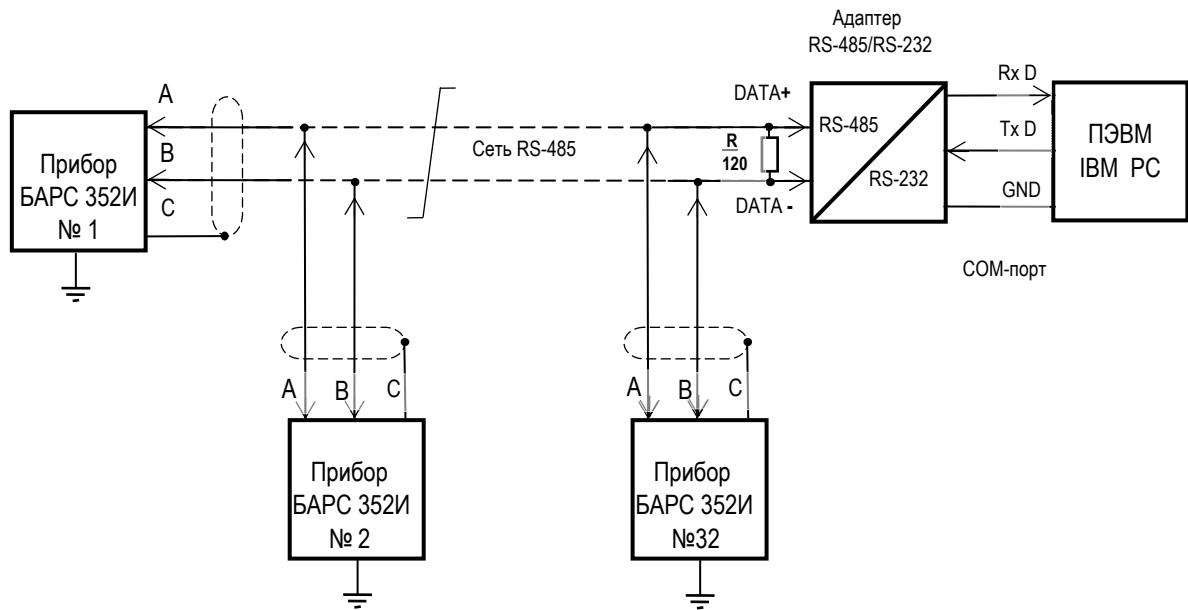 Адаптер
RS-485/RS-232
A
B
C
Прибор
БАРС 352И
№ 1
Сеть RS-485
DATA+
R
120
DATA -
RS-485
RS-232
Rx D
Tx D
GND
ПЭВМ
IBM PC
COM-порт
A
B
C
Прибор
БАРС 352И
№ 2
A
B
C
Прибор
БАРС 352И
№32